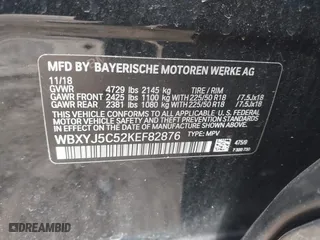 MFD BY BAYERISCHE MOTOREN WERKE AG
11/18
GVWR 4729 lbs 2145 kg TIRE / RIM
GAWR FRONT 2425 lbs 1100 kg 225/50 R18 /7.5Jx18
GAWR REAR 2381 lbs 1080 kg 225/50 R18 /7.5Jx18
THIS VEHICLE CONFORMS TO ALL APPLICABLE
FEDERAL MOTOR VEHICLE SAFETY, BUMPER,
AND THEFT PREVENTION STANDARDS IN EFFECT
ON THE DATE OF MANUFACTURE SHOWN ABOVE.
WBXYJ5C52KEF82876
TYPE: MPV
475/9